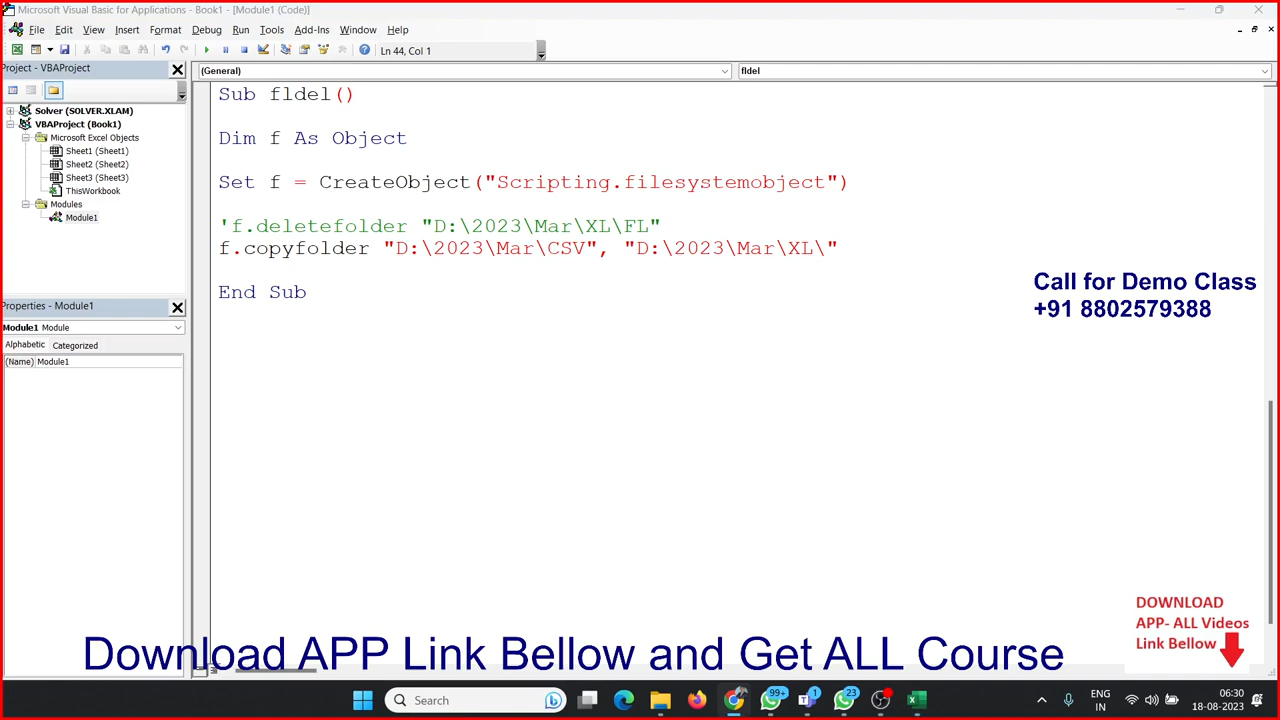 Microsoft Visual Basic for Applications - Book1 - [Module1 (Code)]
File Edit View Insert Format Debug Run Tools Add-Ins Window Help
Ln 44, Col 1
Project - VBAProject
(General)
fldel
Solver (SOLVER.XLAM)
VBAProject (Book1)
Microsoft Excel Objects
Sheet1 (Sheet1)
Sheet2 (Sheet2)
Sheet3 (Sheet3)
ThisWorkbook
Modules
Module1
Properties - Module1
Module1 Module
Alphabetic Categorized
(Name) Module1
Sub fldel()
Dim f As Object
Set f = CreateObject("Scripting.filesystemobject")
'f.deletefolder "D:\2023\Mar\XL\FL"
f.copyfolder "D:\2023\Mar\CSV", "D:\2023\Mar\XL\"
End Sub
Call for Demo Class
+91 8802579388
DOWNLOAD
APP- ALL Videos
Link Bellow
Download APP Link Bellow and Get ALL Course
Search
99+
1
23
ENG
IN
06:30
18-08-2023